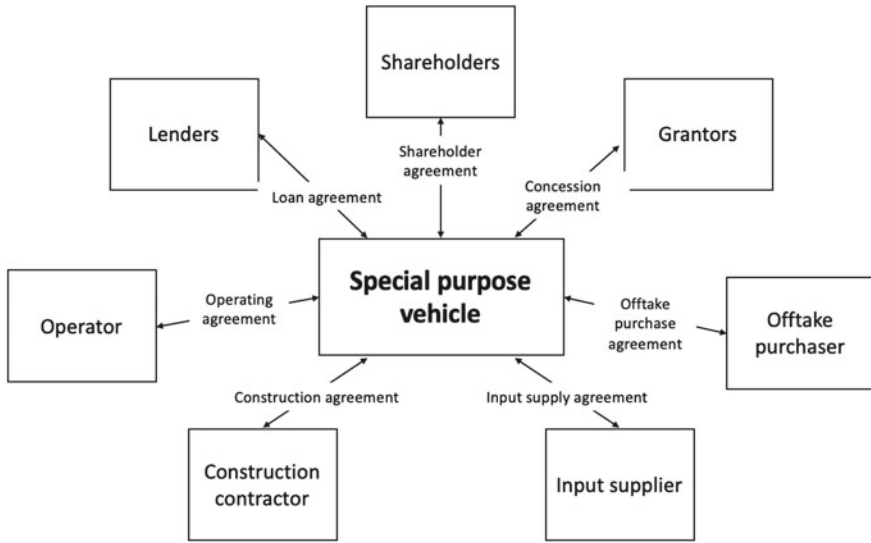 Shareholders
Lenders
Grantors
Shareholder
agreement
Loan agreement
Concession
agreement
Special purpose
vehicle
Operator
Operating
agreement
Offtake
purchase
agreement
Offtake
purchaser
Construction agreement
Input supply agreement
Construction
contractor
Input supplier